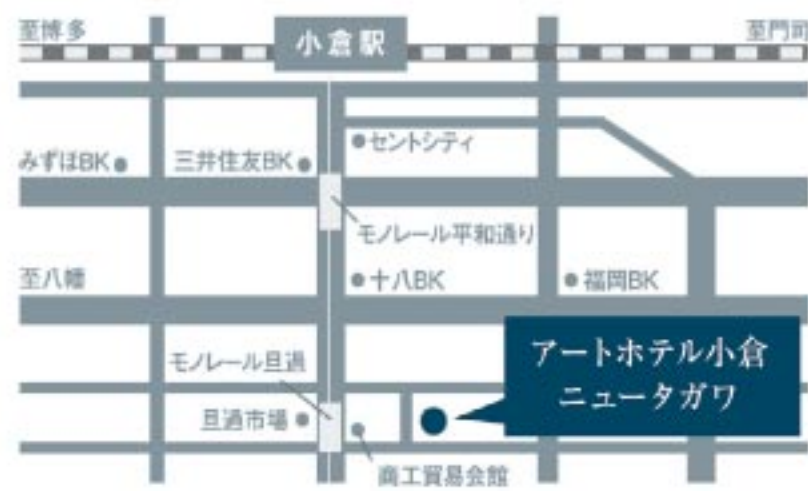 至博多
小倉駅
至門司
セントシティ
みずほBK
三井住友BK
モノレール平和通り
至八幡
十八BK
福岡BK
アートホテル小倉
ニュータガワ
モノレール旦過
旦過市場
商工貿易会館